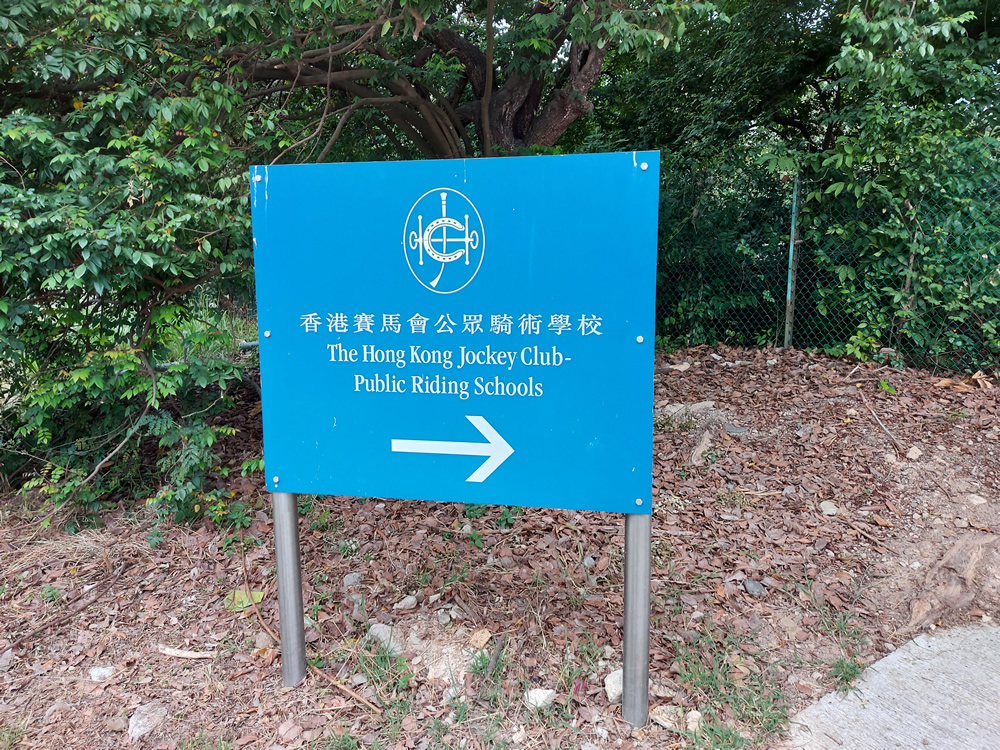 香港賽馬會公眾騎術學校
The Hong Kong Jockey Club-
Public Riding Schools